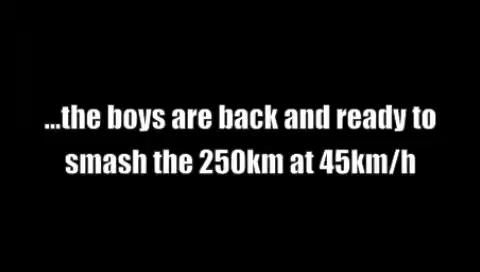 ...the boys are back and ready to
smash the 250km at 45km/h